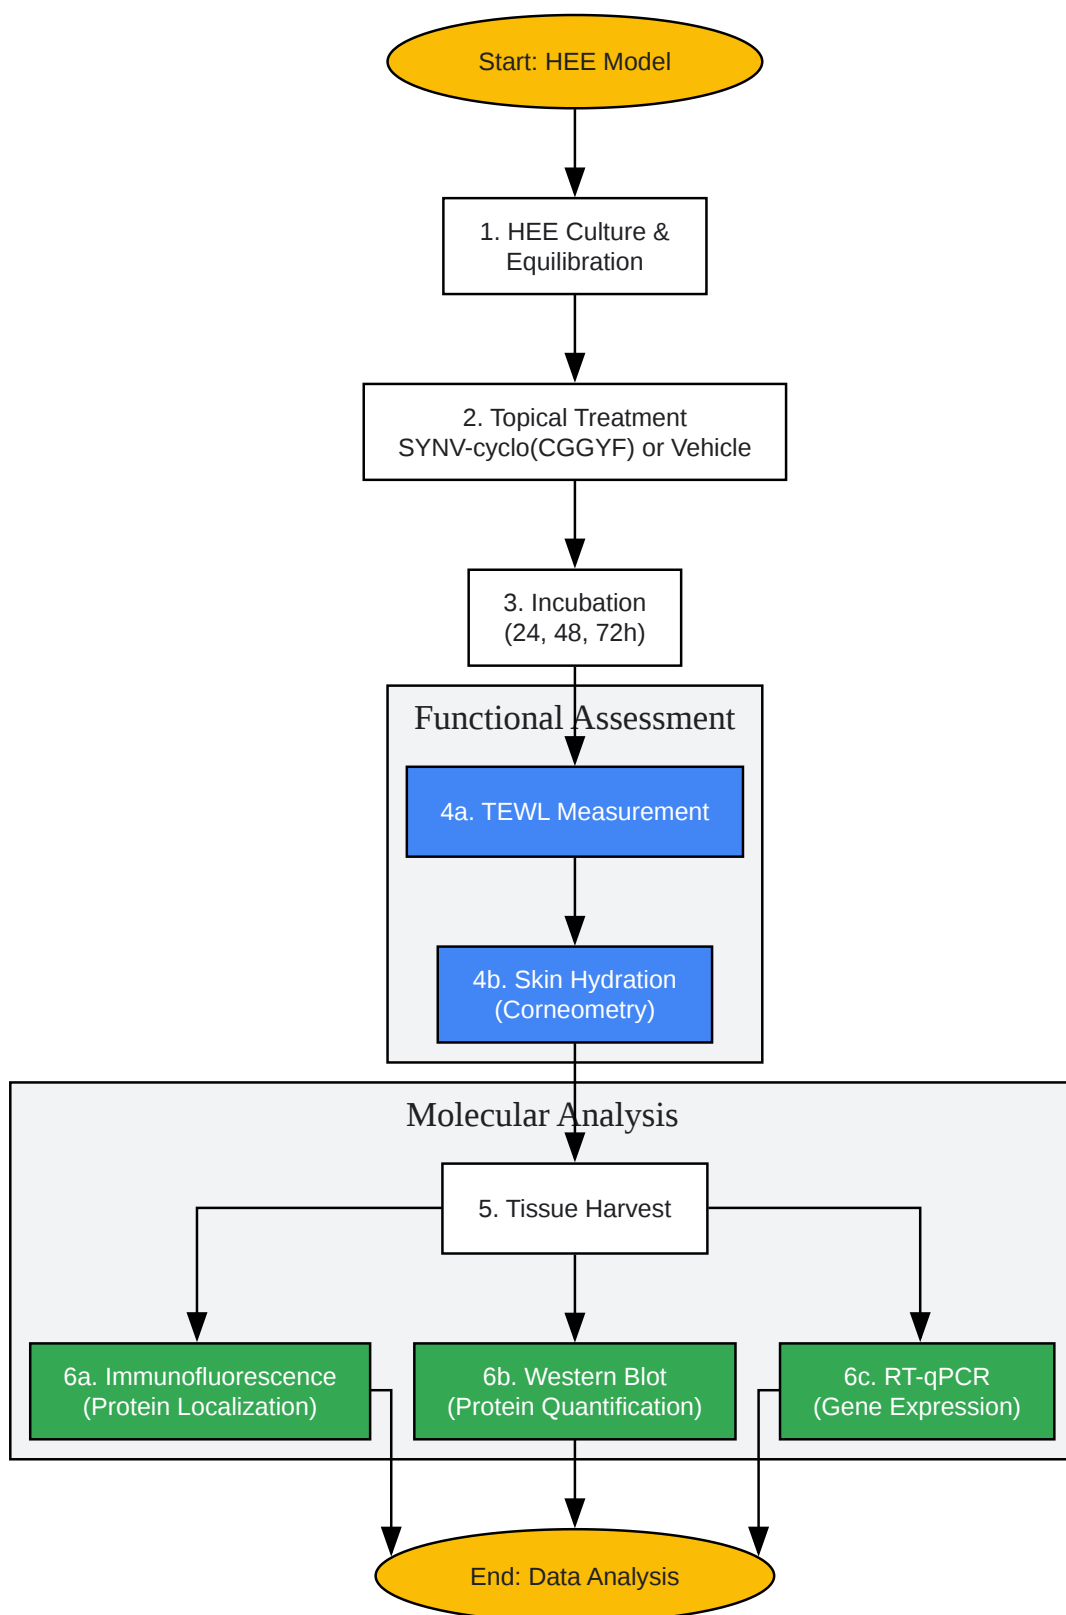 Start: HEE Model
1. HEE Culture &
Equilibration
2. Topical Treatment
SYNV-cyclo(CGGYF) or Vehicle
3. Incubation
(24, 48, 72h)
Functional Assessment
4a. TEWL Measurement
4b. Skin Hydration
(Corneometry)
Molecular Analysis
5. Tissue Harvest
6a. Immunofluorescence
(Protein Localization)
6b. Western Blot
(Protein Quantification)
6c. RT-qPCR
(Gene Expression)
End: Data Analysis